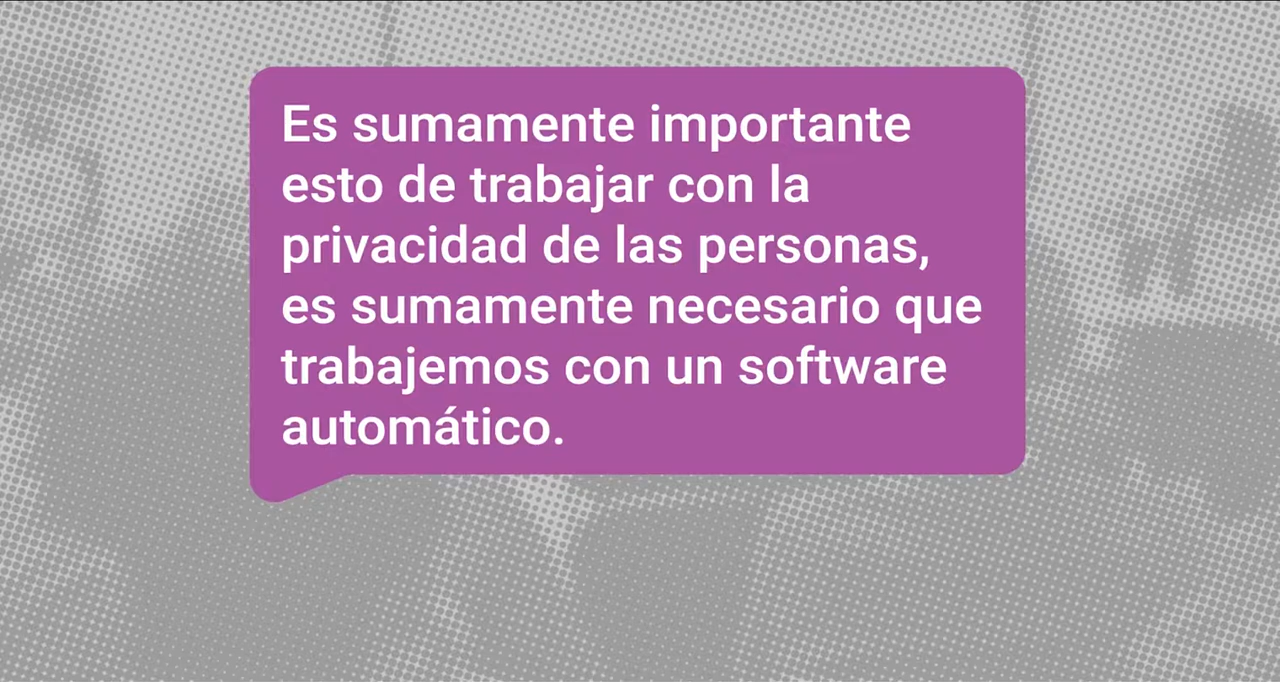 Es sumamente importante
esto de trabajar con la
privacidad de las personas,
es sumamente necesario que
trabajemos con un software
automático.